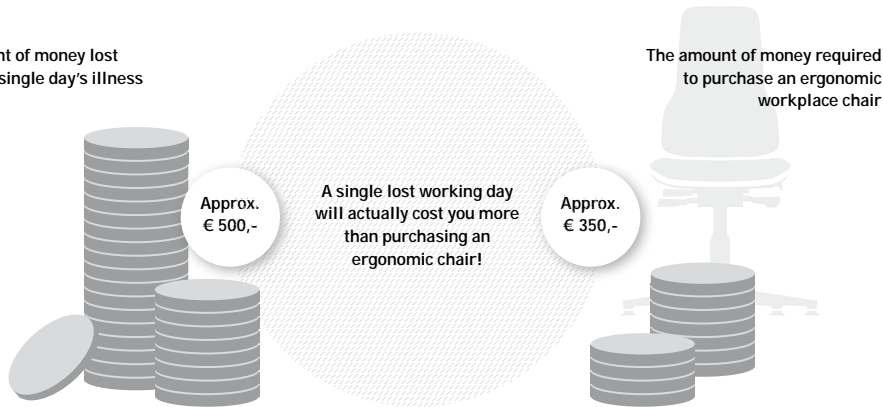 nt of money lost
single day's illness
Approx.
€ 500,-
A single lost working day
will actually cost you more
than purchasing an
ergonomic chair!
Approx.
€ 350,-
The amount of money required
to purchase an ergonomic
workplace chair